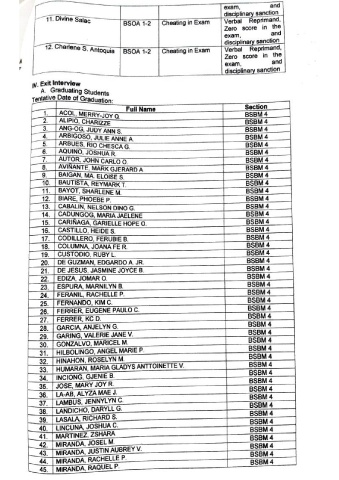 exam, and
disciplinary sanction
11. Divine Salac BSOA 1-2 Cheating in Exam Verbal Reprimand,
Zero score in the
exam, and
disciplinary sanction
12. Charlene S. Antoquia BSOA 1-2 Cheating in Exam Verbal Reprimand,
Zero score in the
exam, and
disciplinary sanction
IV. Exit Interview
A. Graduating Students
Tentative Date of Graduation:
Full Name Section
1. ACOL, MERRY-JOY Q. BSBM 4
2. ALIPIO, CHARIZZE BSBM 4
3. ANG-OG, JUDY ANN S. BSBM 4
4. ARBIGOSO, JULIE ANNE A. BSBM 4
5. ARBUES, RIO CHESCA G. BSBM 4
6. AQUINO, JOSHUA R. BSBM 4
7. AUTOR, JOHN CARLO O. BSBM 4
8. AVIÑANTE, MARK GJERARD A. BSBM 4
9. BAIGAN, MA. ELOISE S. BSBM 4
10. BAUTISTA, REYMARK T. BSBM 4
11. BAYOT, SHARLENE M. BSBM 4
12. BIARE, PHOEBE P. BSBM 4
13. CABALIN, NELSON DINO G. BSBM 4
14. CADUNGOG, MARIA JAELENE BSBM 4
15. CARIÑAGA, GARIELLE HOPE O. BSBM 4
16. CASTILLO, HEIDE S. BSBM 4
17. CODILLERO, FERUBIE B. BSBM 4
18. COLUMNA, JOANA FE R. BSBM 4
19. CUSTODIO, RUBY L. BSBM 4
20. DE GUZMAN, EDGARDO A. JR. BSBM 4
21. DE JESUS, JASMINE JOYCE B. BSBM 4
22. EDIZA, JOMAR O. BSBM 4
23. ESPURA, MARNILYN B. BSBM 4
24. FERANIL, RACHELLE P. BSBM 4
25. FERNANDO, KIM C. BSBM 4
26. FERRER, EUGENE PAULO C. BSBM 4
27. FERRER, KC D. BSBM 4
28. GARCIA, ANJELYN G. BSBM 4
29. GARING, VALERIE JANE V. BSBM 4
30. GONZALVO, MARICEL M. BSBM 4
31. HILBOLINGO, ANGEL MARIE P. BSBM 4
32. HINAHON, ROSELYN M. BSBM 4
33. HUMARAN, MARIA GLADYS ANTTOINETTE V. BSBM 4
34. INCIONG, GJENIE B. BSBM 4
35. JOSE, MARY JOY R. BSBM 4
36. LA-AB, ALYZA MAE J. BSBM 4
37. LAMBUS, JENNYLYN C. BSBM 4
38. LANDICHO, DARYLL G. BSBM 4
39. LASALA, RICHARD S. BSBM 4
40. LINCUNA, JOSHUA C. BSBM 4
41. MARTINEZ, ZSHARA BSBM 4
42. MIRANDA, JOSEL M. BSBM 4
43. MIRANDA, JUSTIN AUBREY V. BSBM 4
44. MIRANDA, RACHELLE P. BSBM 4
45. MIRANDA, RAQUEL P. BSBM 4